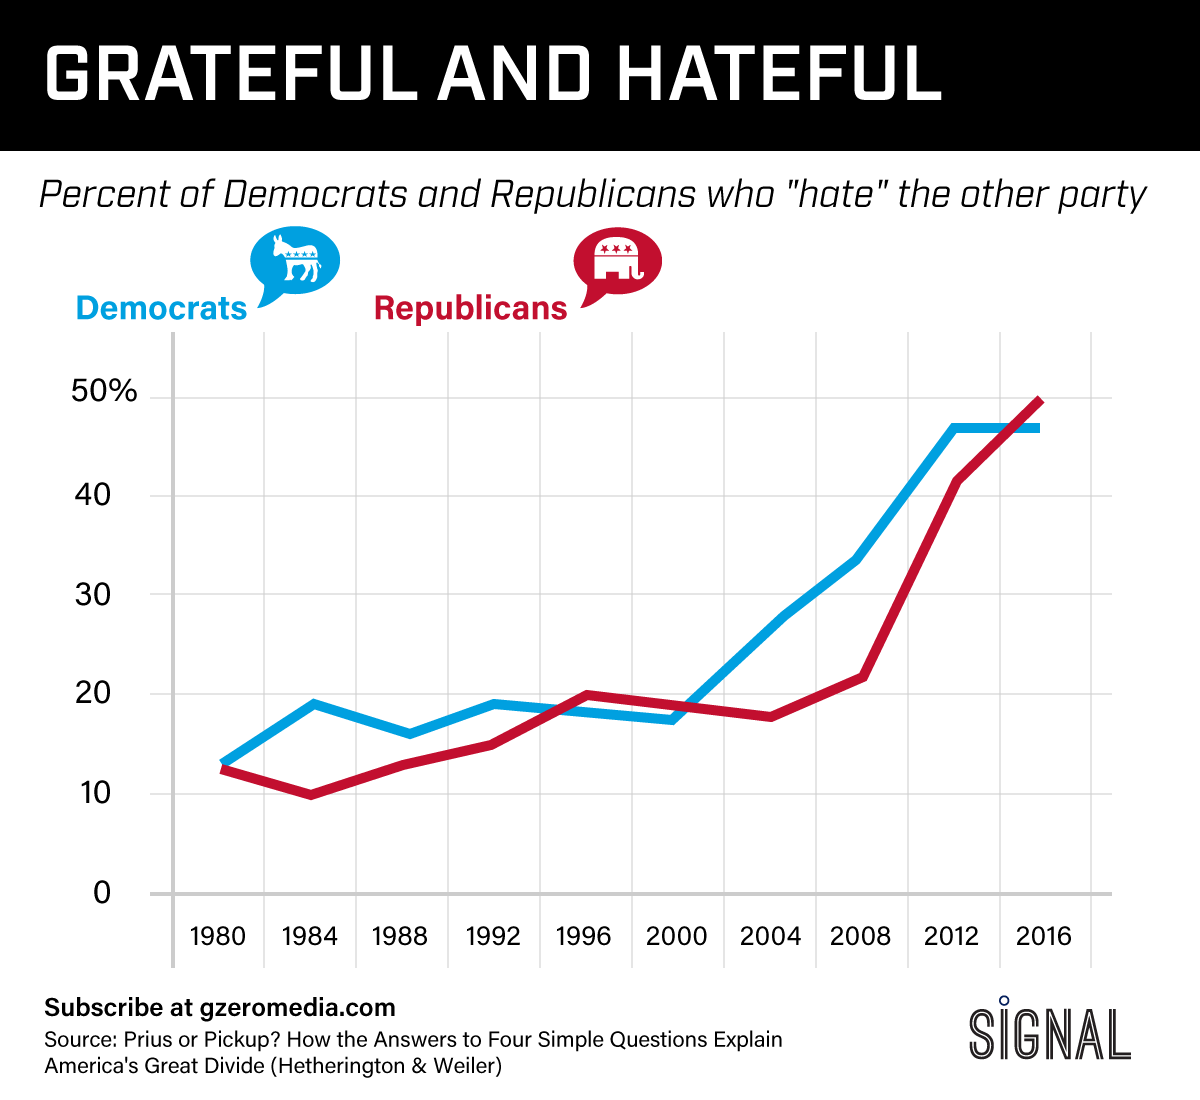 GRATEFUL AND HATEFUL
Percent of Democrats and Republicans who "hate" the other party
Democrats
Republicans
50%
40
30
20
10
0
1980 1984 1988 1992 1996 2000 2004 2008 2012 2016
Subscribe at gzeromedia.com
Source: Prius or Pickup? How the Answers to Four Simple Questions Explain
America's Great Divide (Hetherington & Weiler)
SIGNAL